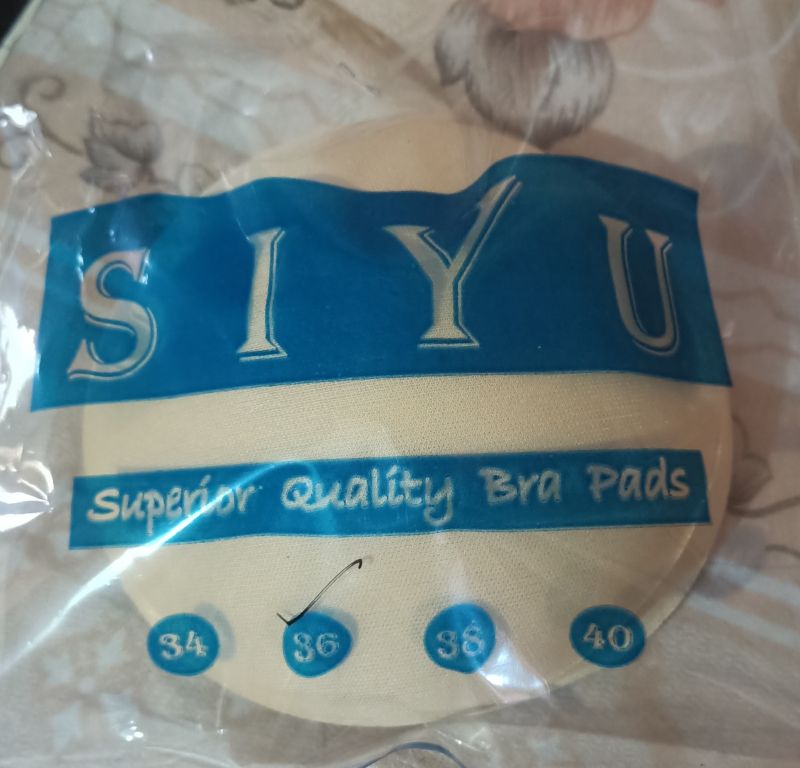 SIYU
Superior Quality Bra Pads
34 36 38 40